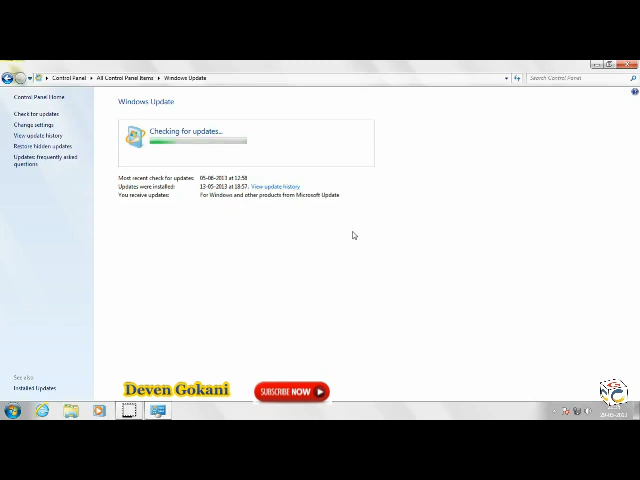 Control Panel
All Control Panel Items
Windows Update
Search Control Panel
Control Panel Home
Check for updates
Change settings
View update history
Restore hidden updates
Updates: frequently asked
questions
Windows Update
Checking for updates...
Most recent check for updates: 05-06-2013 at 12:58
Updates were installed: 13-05-2013 at 18:57. View update history
You receive updates: For Windows and other products from Microsoft Update
See also
Installed Updates
Deven Gokani
SUBSCRIBE NOW